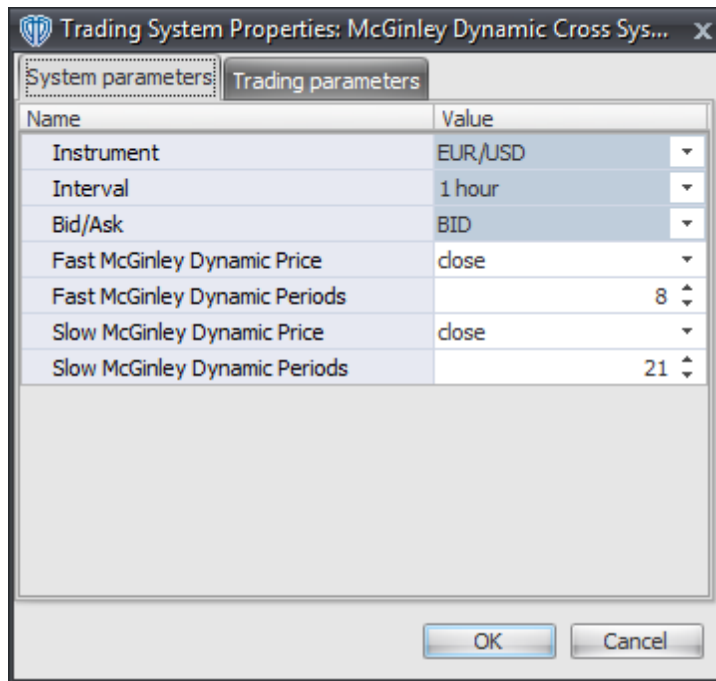 Trading System Properties: McGinley Dynamic Cross Sys... x
System parameters Trading parameters
Name Value
Instrument EUR/USD
Interval 1 hour
Bid/Ask BID
Fast McGinley Dynamic Price close
Fast McGinley Dynamic Periods 8
Slow McGinley Dynamic Price close
Slow McGinley Dynamic Periods 21
OK Cancel